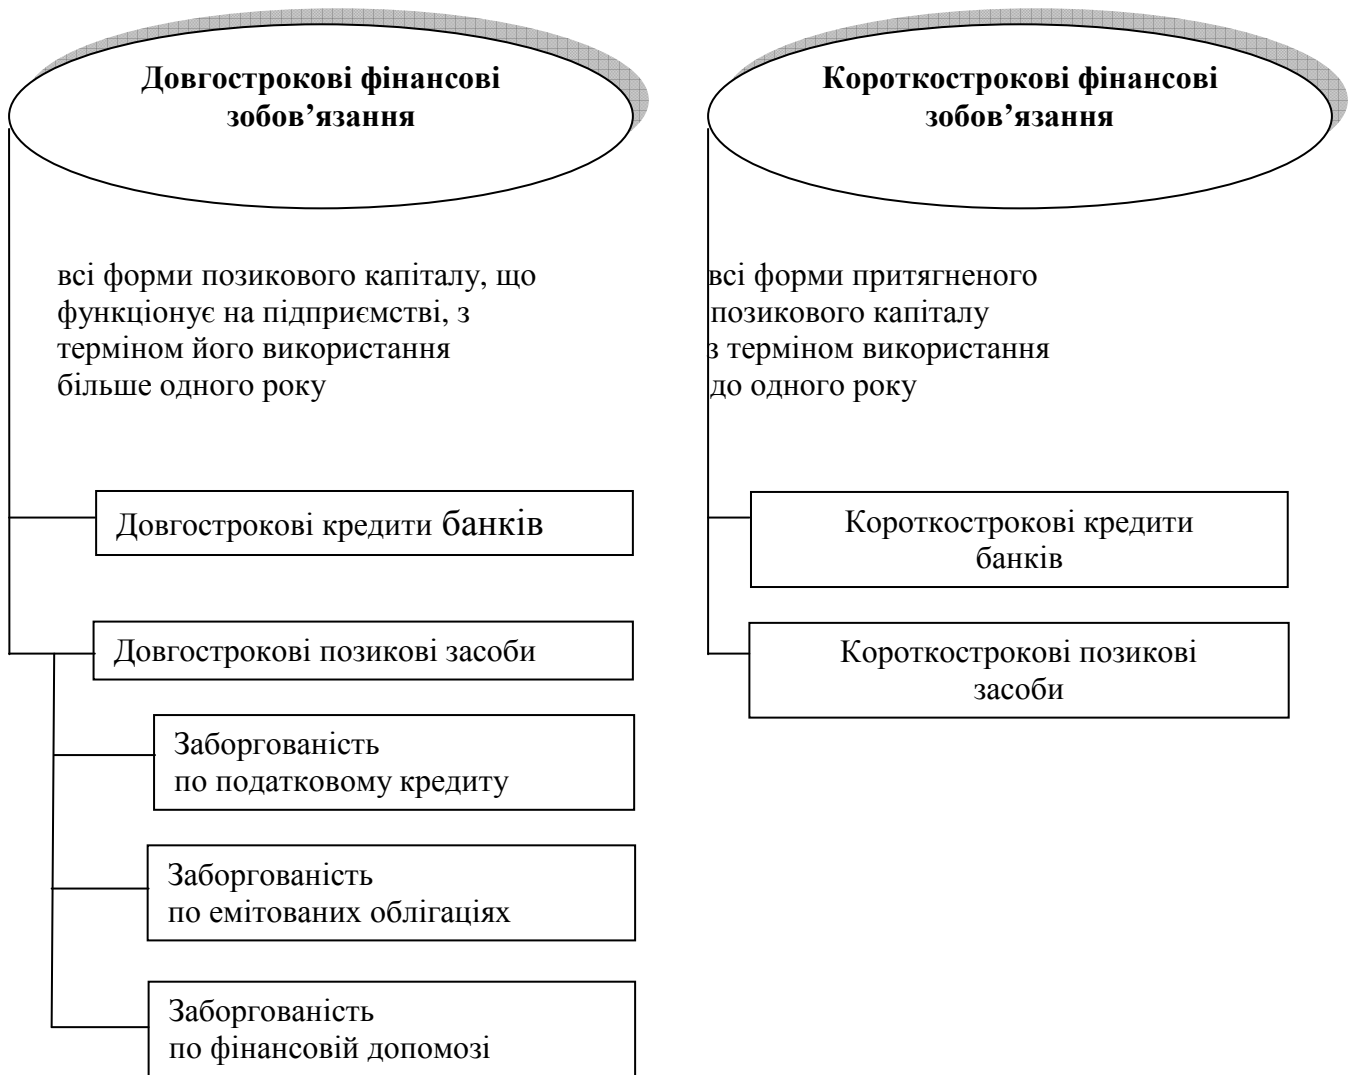 Довгострокові фінансові
зобов’язання
всі форми позикового капіталу, що
функціонує на підприємстві, з
терміном його використання
більше одного року
Довгострокові кредити банків
Довгострокові позикові засоби
Заборгованість
по податковому кредиту
Заборгованість
по емітованих облігаціях
Заборгованість
по фінансовій допомозі
Короткострокові фінансові
зобов’язання
всі форми притягненого
позикового капіталу
з терміном використання
до одного року
Короткострокові кредити
банків
Короткострокові позикові
засоби